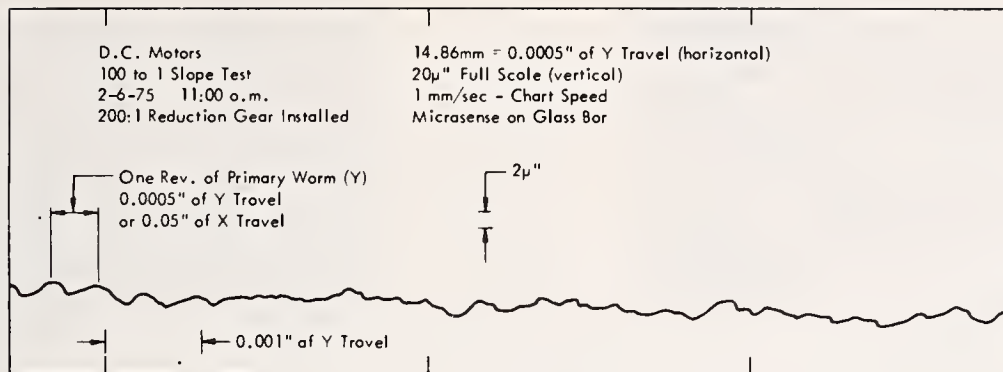 D.C. Motors
100 to 1 Slope Test
2-6-75 11:00 o.m.
200:1 Reduction Gear Installed
14.86mm = 0.0005" of Y Travel (horizontol)
20µ" Full Scale (verticol)
1 mm/sec - Chart Speed
Micrasense on Glass Bor
One Rev. of Primary Worm (Y)
0.0005" of Y Trovel
or 0.05" of X Travel
2µ"
0.001" af Y Trovel